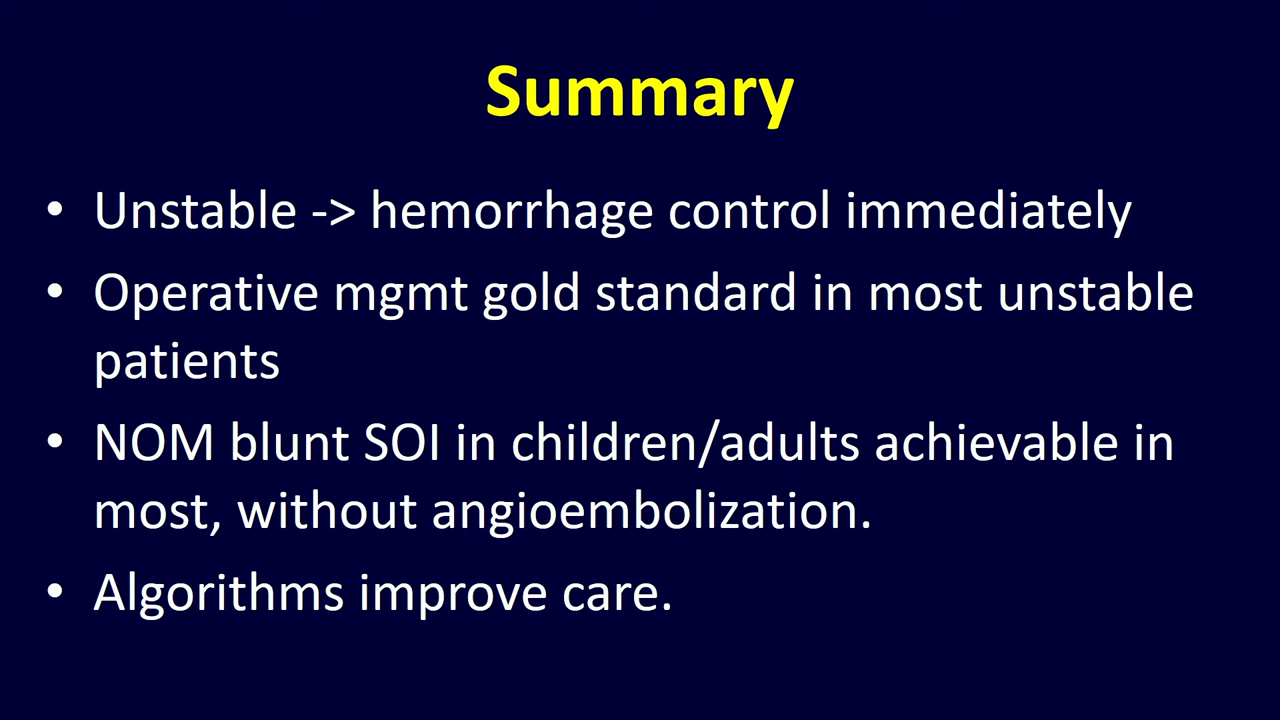 Summary
• Unstable -> hemorrhage control immediately
• Operative mgmt gold standard in most unstable
patients
• NOM blunt SOI in children/adults achievable in
most, without angioembolization.
• Algorithms improve care.